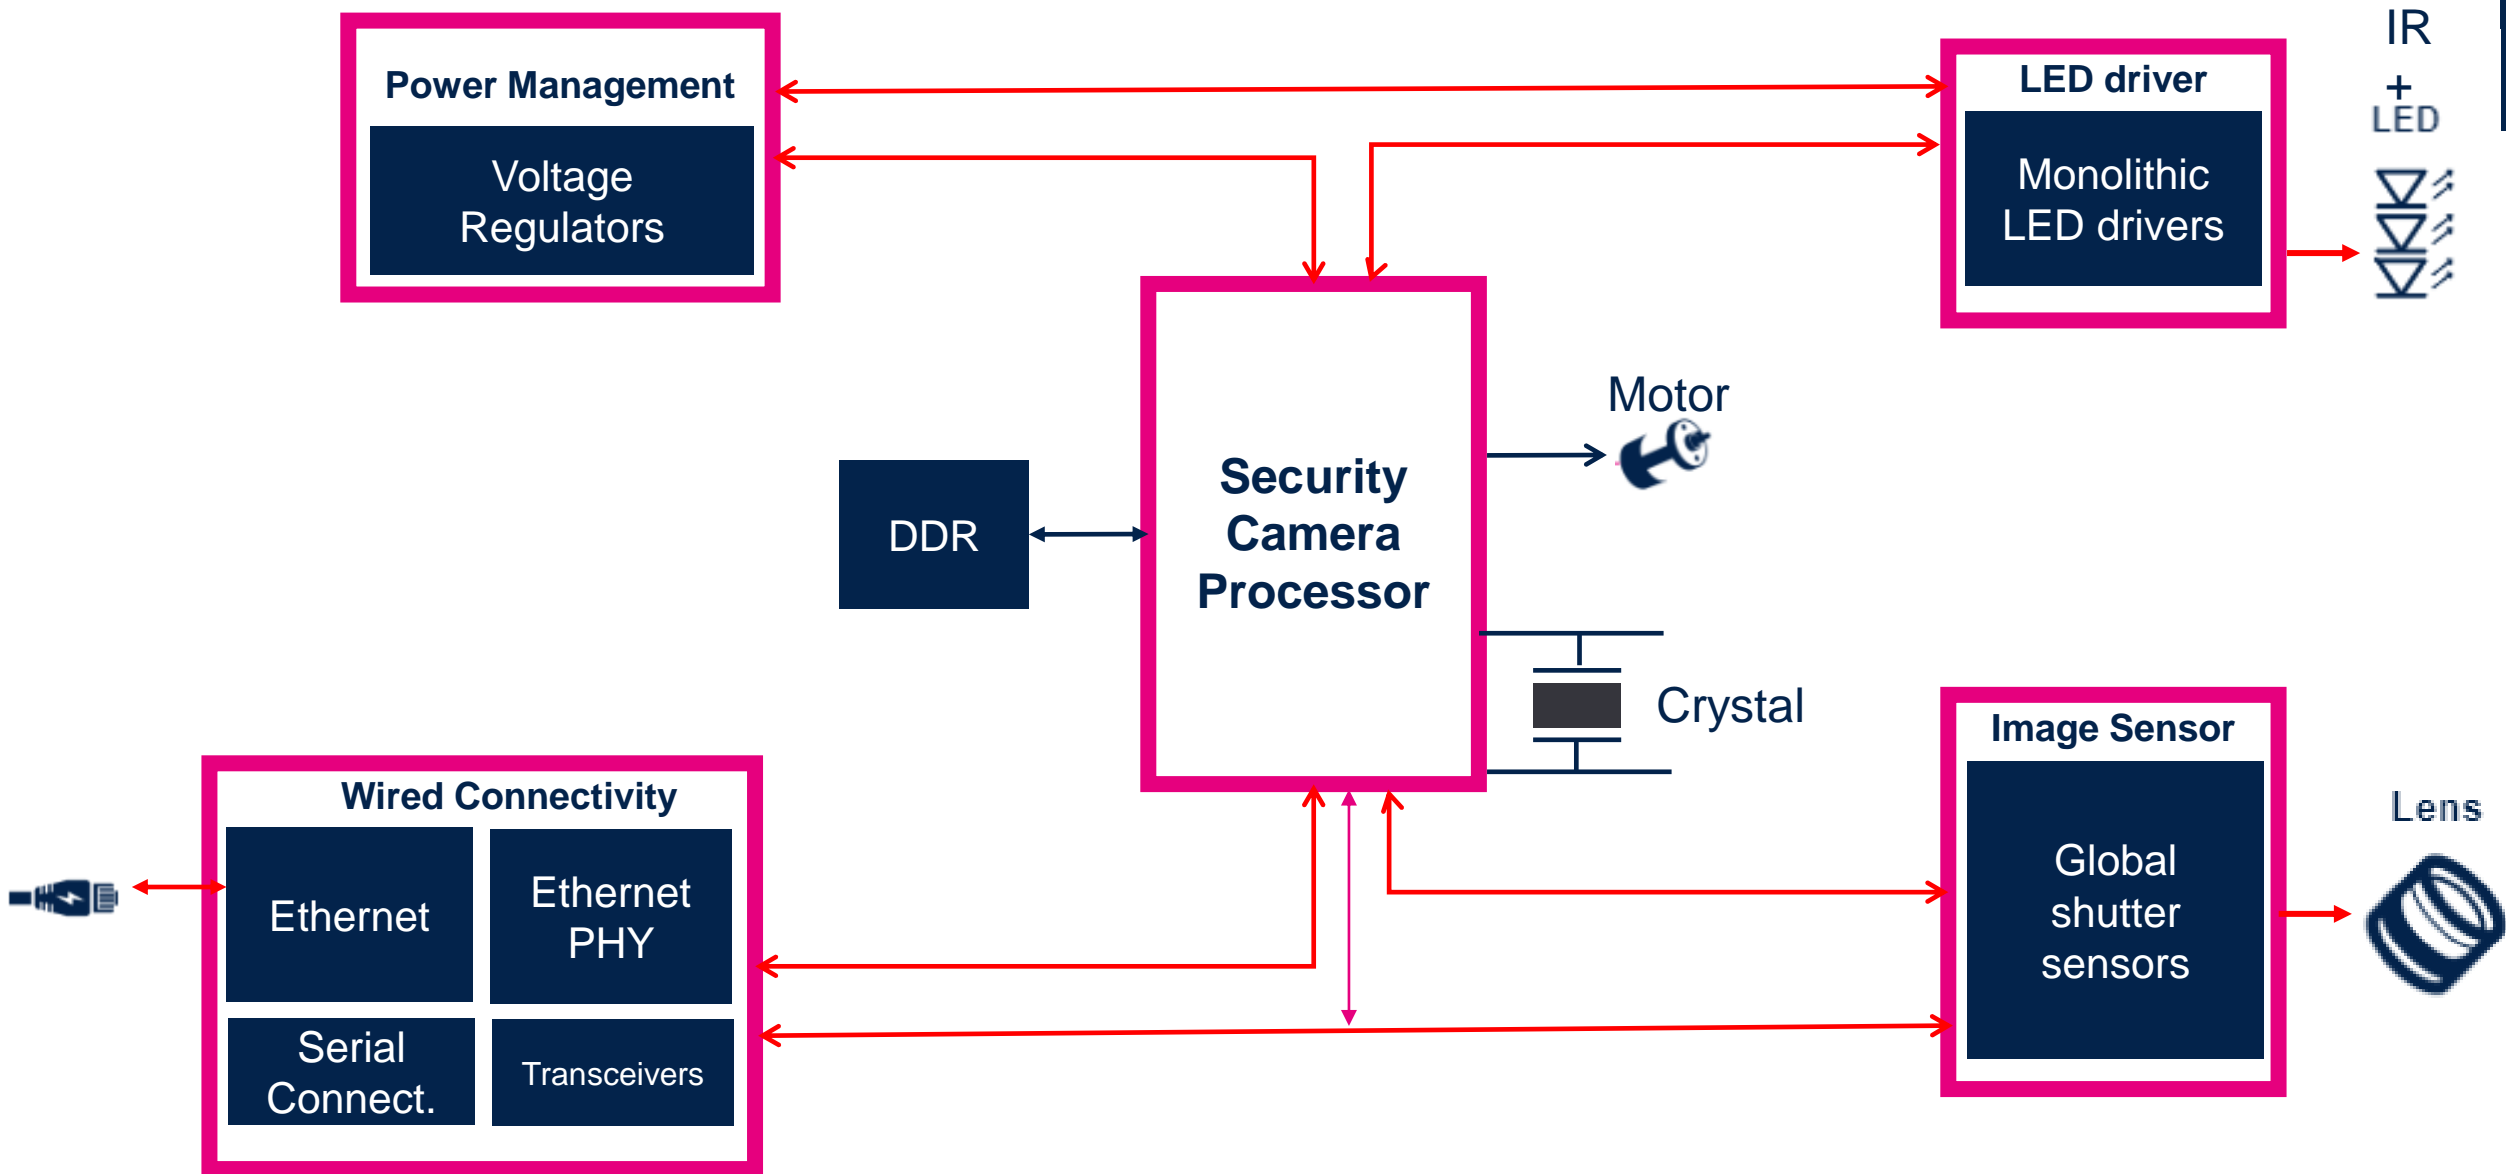 Power Management
Voltage
Regulators
LED driver
Monolithic
LED drivers
IR
+
LED
Motor
DDR
Security
Camera
Processor
Crystal
Wired Connectivity
Ethernet
Ethernet
PHY
Serial
Connect.
Transceivers
Image Sensor
Global
shutter
sensors
Lens